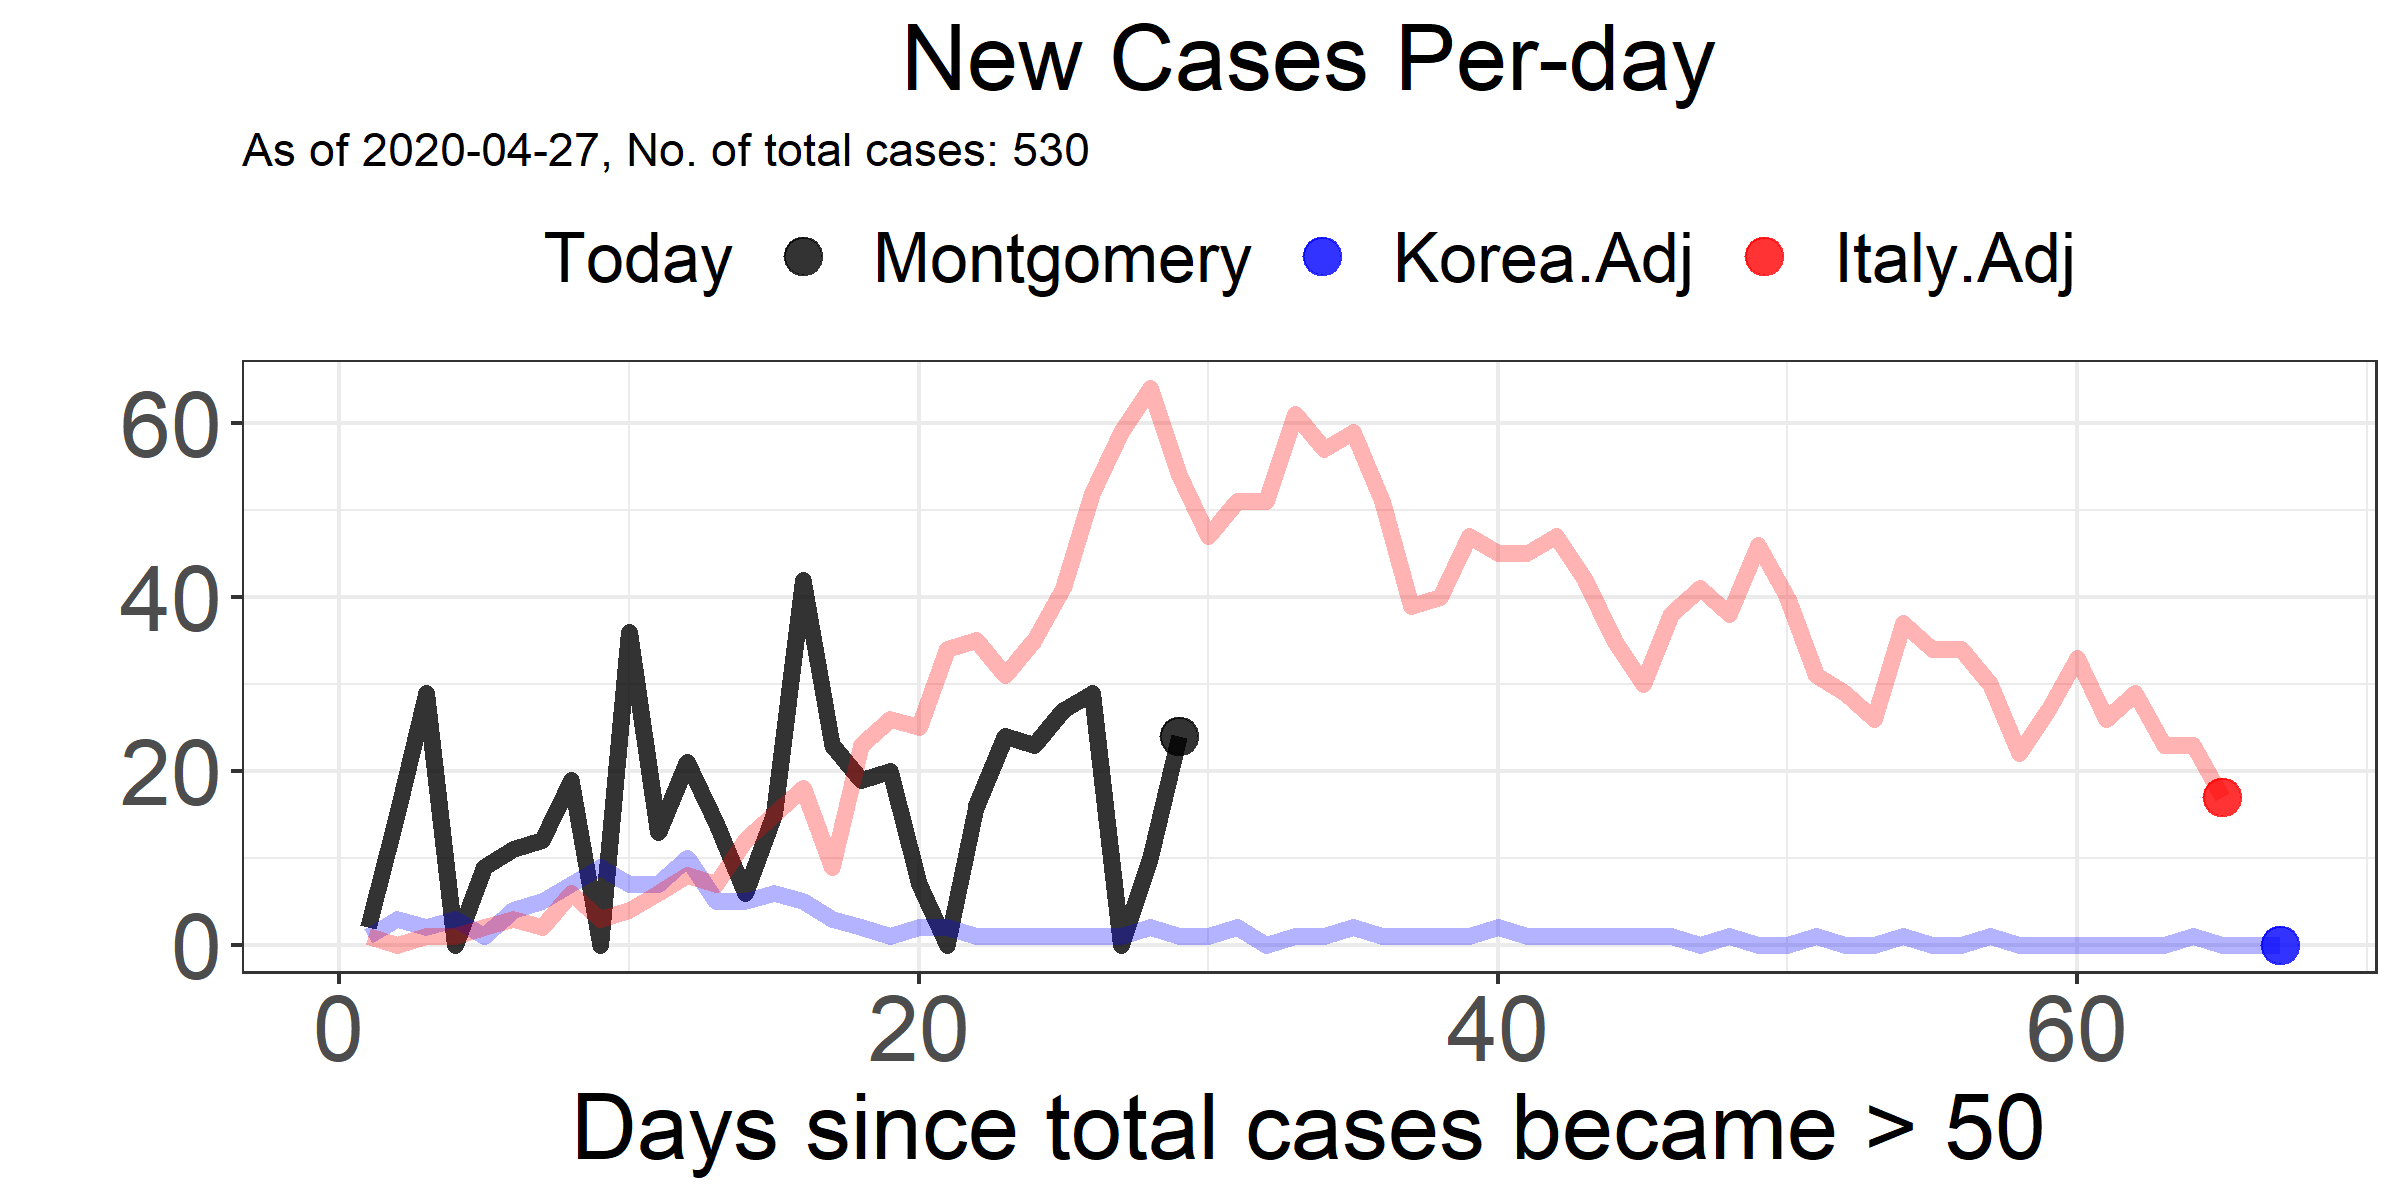 New Cases Per-day
As of 2020-04-27, No. of total cases: 530
Today Montgomery Korea.Adj Italy.Adj
60
40
20
0
0 20 40 60
Days since total cases became > 50